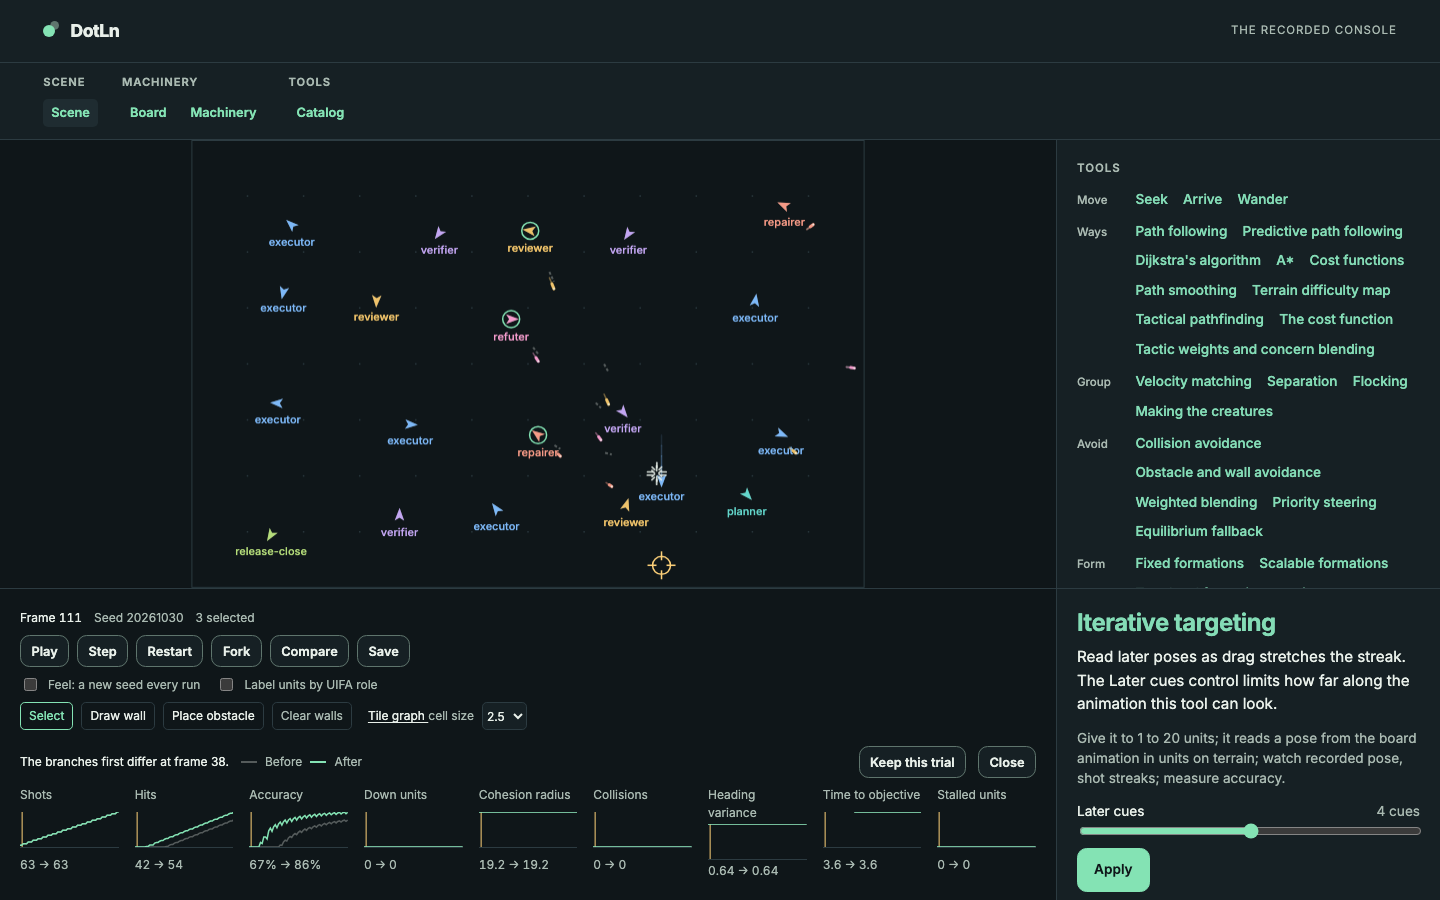 DotLn
THE RECORDED CONSOLE
SCENE MACHINERY TOOLS
Scene Board Machinery Catalog
executor
verifier
reviewer
verifier
repairer
executor
reviewer
refuter
executor
executor
executor
repairer
verifier
executor
executor
planner
release-close
verifier
executor
reviewer
TOOLS
Move Seek Arrive Wander
Ways Path following Predictive path following
Dijkstra's algorithm A* Cost functions
Path smoothing Terrain difficulty map
Tactical pathfinding The cost function
Tactic weights and concern blending
Group Velocity matching Separation Flocking
Making the creatures
Avoid Collision avoidance
Obstacle and wall avoidance
Weighted blending Priority steering
Equilibrium fallback
Form Fixed formations Scalable formations
Frame 111 Seed 20261030 3 selected
Play Step Restart Fork Compare Save
Feel: a new seed every run Label units by UIFA role
Select Draw wall Place obstacle Clear walls Tile graph cell size 2.5
The branches first differ at frame 38. Before After Keep this trial Close
Shots Hits Accuracy Down units Cohesion radius Collisions Heading variance Time to objective Stalled units
63 → 63 42 → 54 67% → 86% 0 → 0 19.2 → 19.2 0 → 0 0.64 → 0.64 3.6 → 3.6 0 → 0
Iterative targeting
Read later poses as drag stretches the streak.
The Later cues control limits how far along the
animation this tool can look.
Give it to 1 to 20 units; it reads a pose from the board
animation in units on terrain; watch recorded pose,
shot streaks; measure accuracy.
Later cues 4 cues
Apply